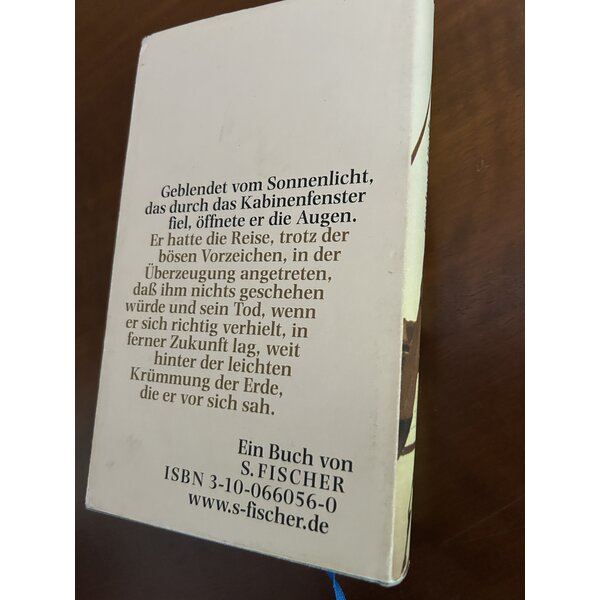 Geblendet vom Sonnenlicht,
das durch das Kabinenfenster
fiel, öffnete er die Augen.
Er hatte die Reise, trotz der
bösen Vorzeichen, in der
Überzeugung angetreten,
daß ihm nichts geschehen
würde und sein Tod, wenn
er sich richtig verhielt, in
ferner Zukunft lag, weit
hinter der leichten
Krümmung der Erde,
die er vor sich sah.
Ein Buch von
S. FISCHER
ISBN 3-10-066056-0
www.s-fischer.de